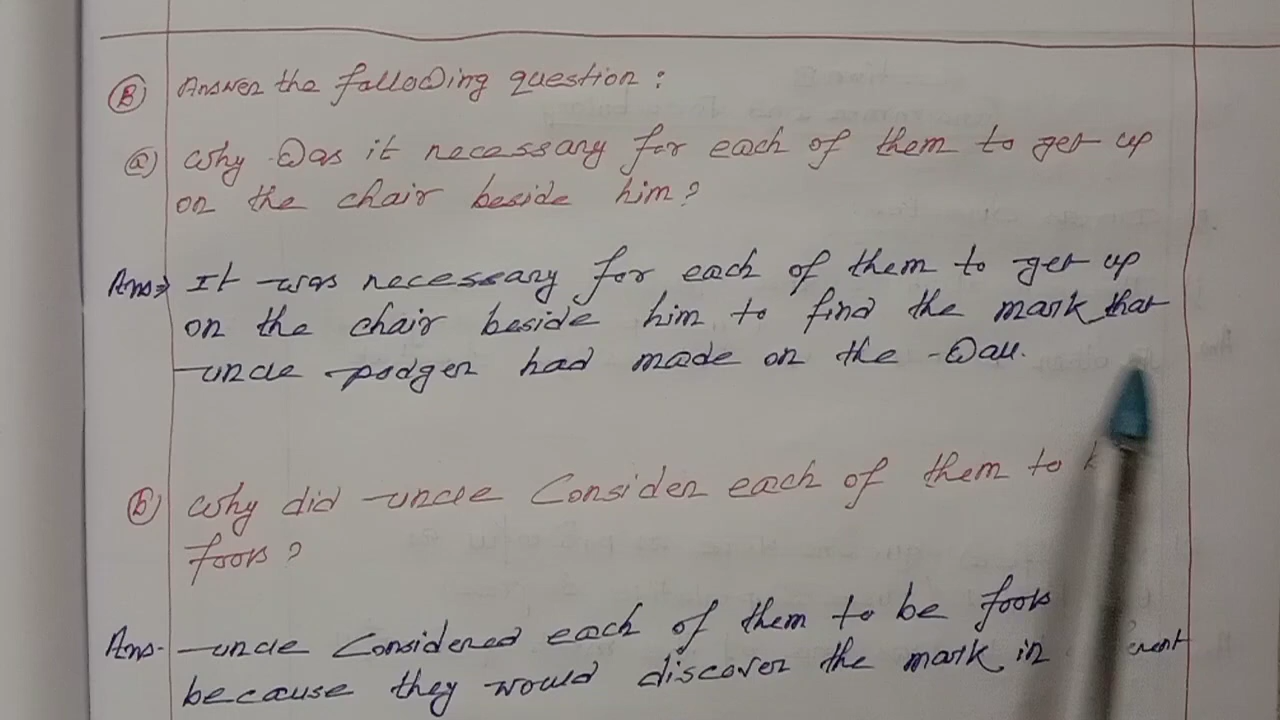 (B) Answer the following question :
(a) Why was it necessary for each of them to get up
on the chair beside him?
Ans⇒ It was necessary for each of them to get up
on the chair beside him to find the mark that
uncle podger had made on the wall.
(b) Why did uncle Consider each of them to
fools ?
Ans- uncle Considered each of them to be fools
because they would discover the mark in